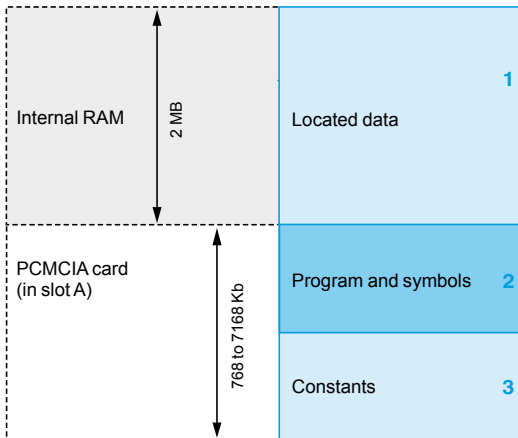 Internal RAM
2 MB
Located data
1
PCMCIA card
(in slot A)
768 to 7168 Kb
Program and symbols
2
Constants
3